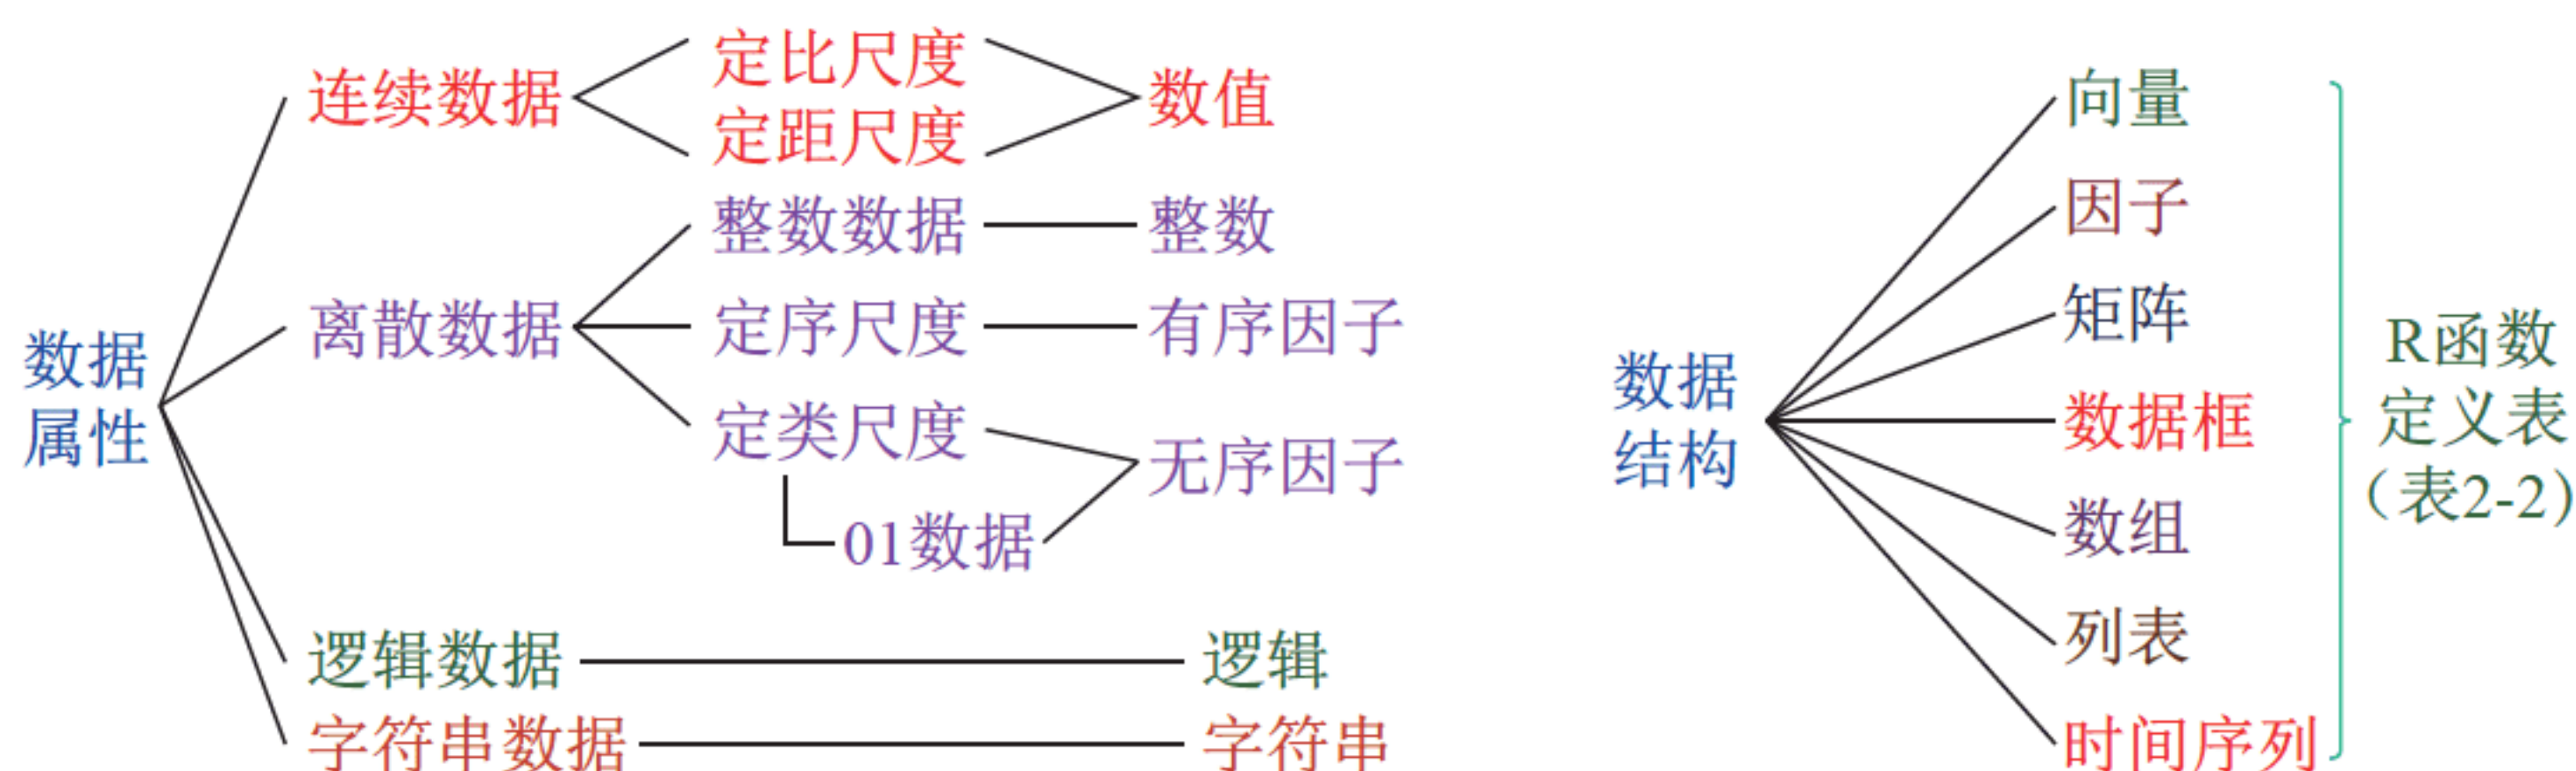 数据
属性
连续数据
定比尺度
定距尺度
数值
离散数据
整数数据
整数
定序尺度
有序因子
定类尺度
01数据
无序因子
逻辑数据
逻辑
字符串数据
字符串
数据
结构
向量
因子
矩阵
数据框
数组
列表
时间序列
R函数
定义表
（表2-2）